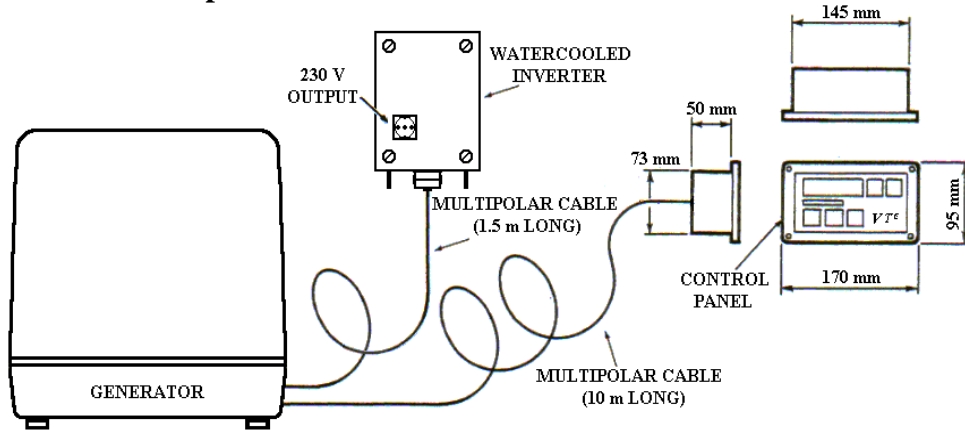 145 mm
WATERCOOLED
INVERTER
230 V
OUTPUT
50 mm
73 mm
MULTIPOLAR CABLE
(1.5 m LONG)
VTe
95 mm
CONTROL
PANEL
170 mm
MULTIPOLAR CABLE
(10 m LONG)
GENERATOR